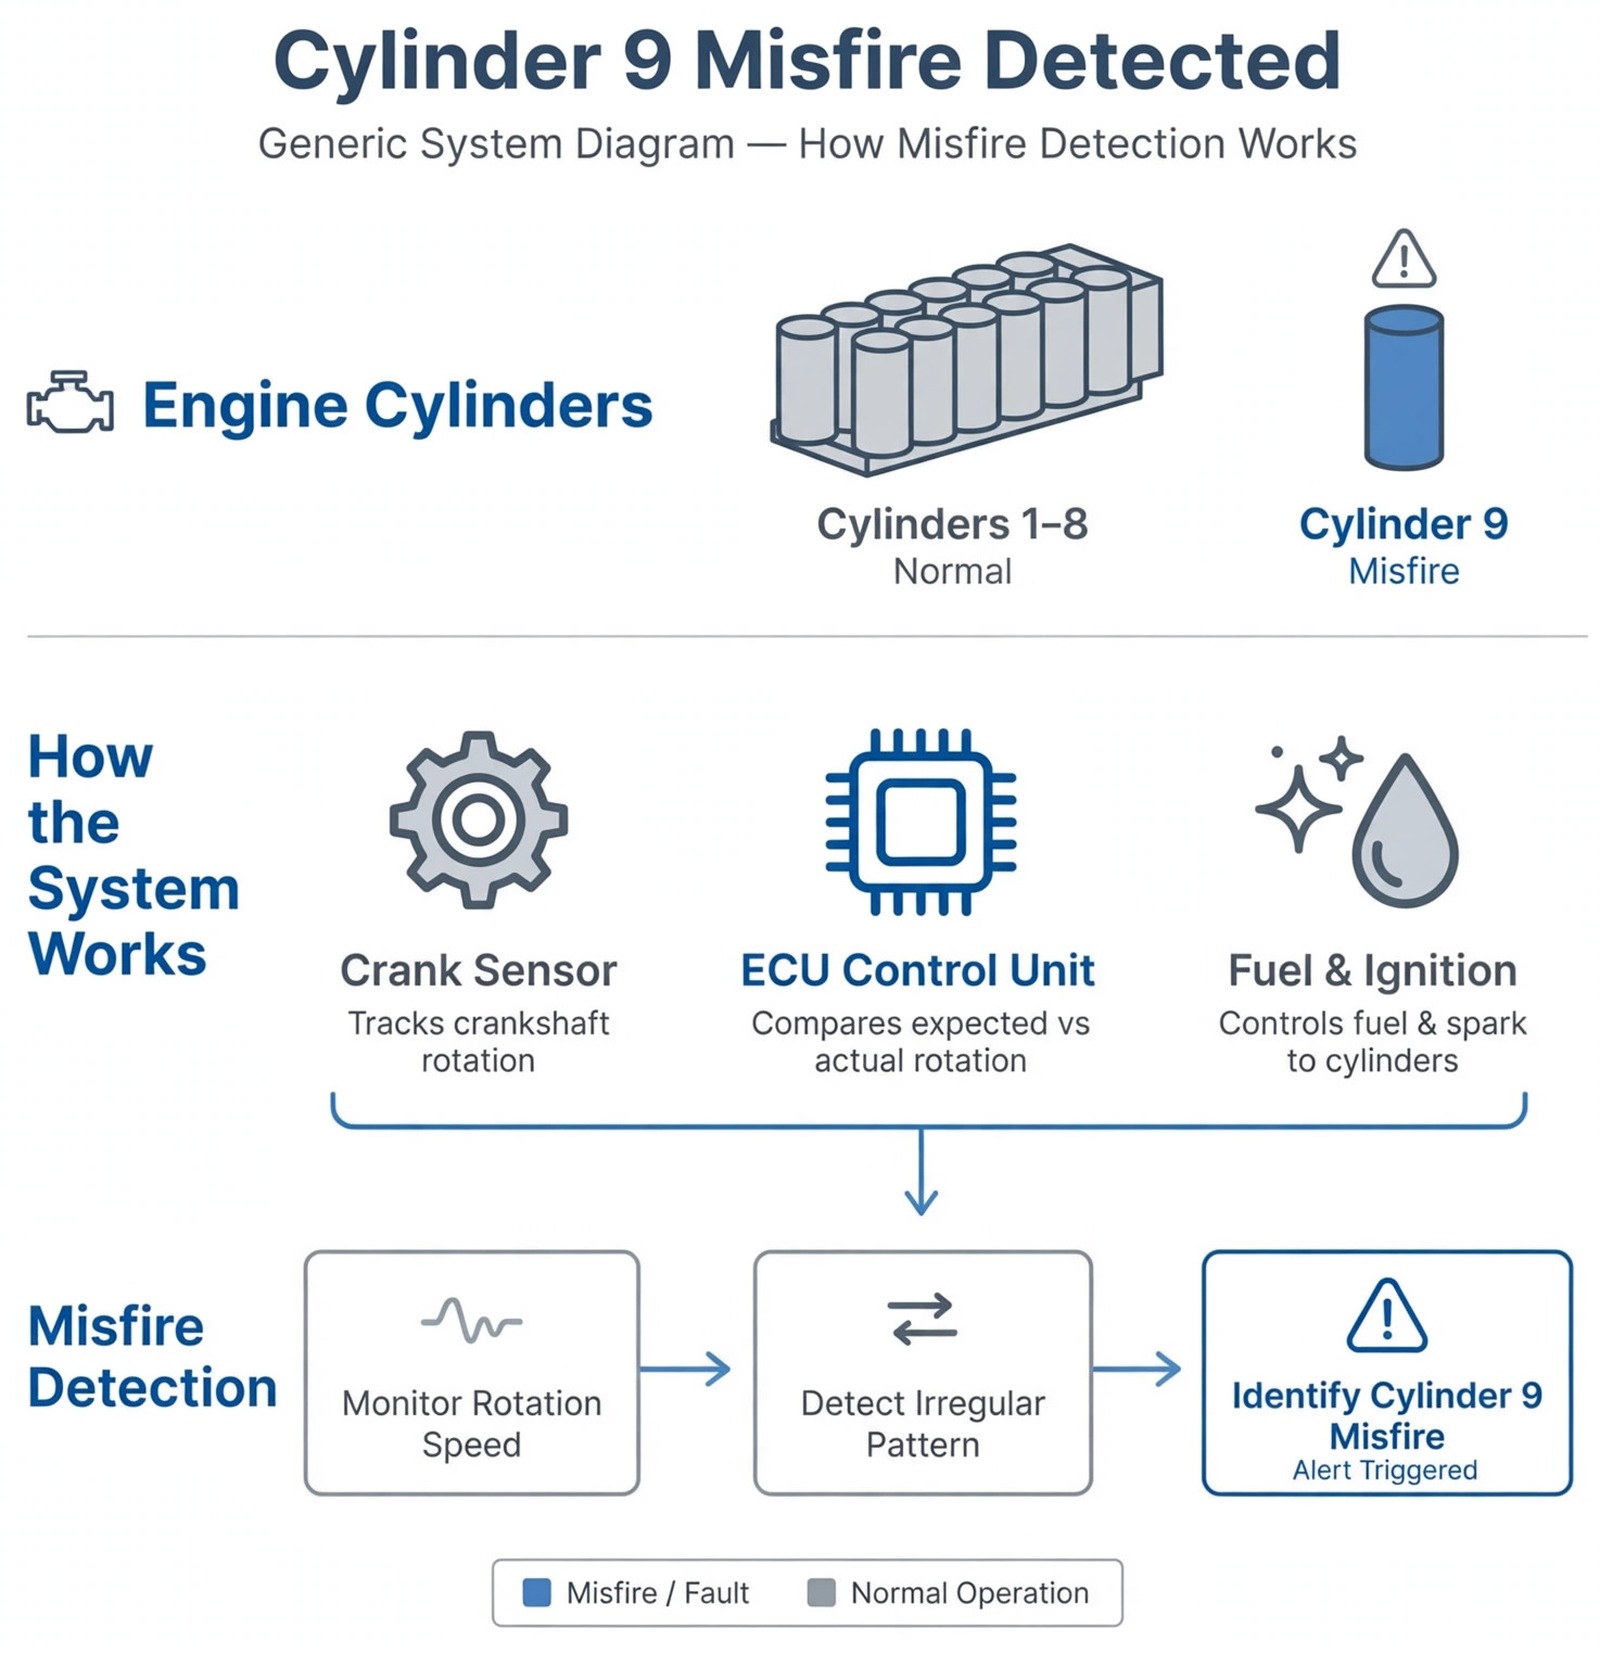 Cylinder 9 Misfire Detected
Generic System Diagram — How Misfire Detection Works
Engine Cylinders
Cylinders 1–8
Normal
Cylinder 9
Misfire
How
the
System
Works
Crank Sensor
Tracks crankshaft
rotation
ECU Control Unit
Compares expected vs
actual rotation
Fuel & Ignition
Controls fuel & spark
to cylinders
Misfire
Detection
Monitor Rotation
Speed
Detect Irregular
Pattern
Identify Cylinder 9
Misfire
Alert Triggered
Misfire / Fault
Normal Operation